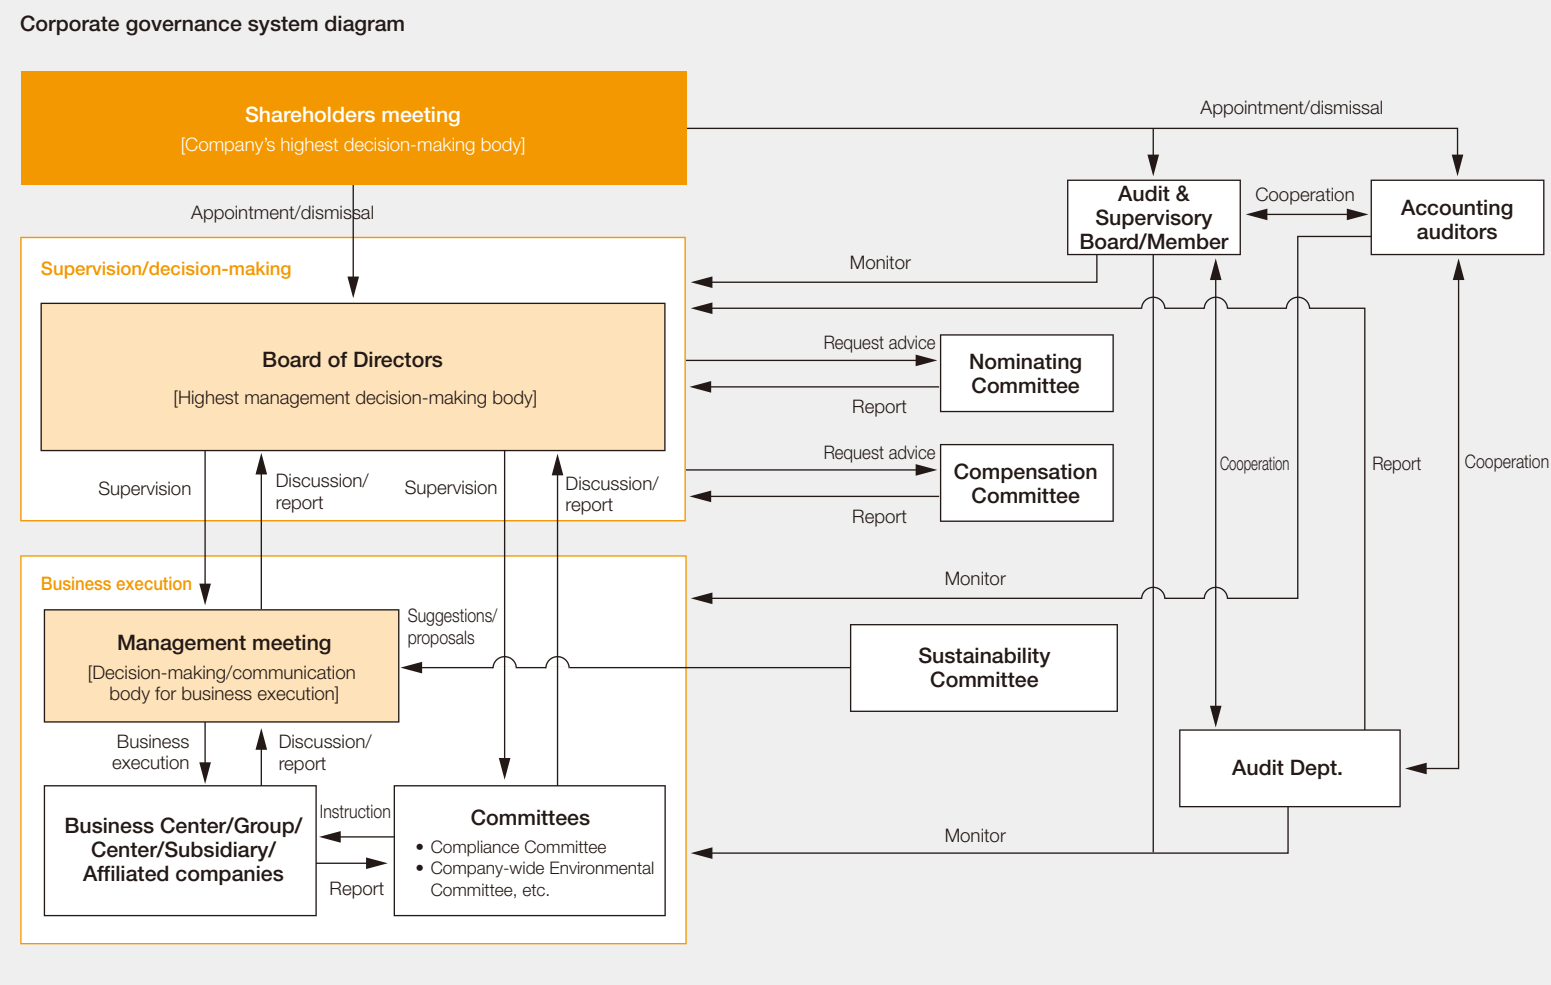 Corporate governance system diagram
Shareholders meeting
[Company's highest decision-making body]
Appointment/dismissal
Appointment/dismissal
Audit &
Supervisory
Board/Member
Cooperation
Accounting
auditors
Supervision/decision-making
Monitor
Board of Directors
[Highest management decision-making body]
Request advice
Nominating
Committee
Report
Request advice
Compensation
Committee
Report
Supervision
Discussion/
report
Supervision
Discussion/
report
Cooperation
Report
Cooperation
Business execution
Monitor
Management meeting
[Decision-making/communication
body for business execution]
Suggestions/
proposals
Sustainability
Committee
Business
execution
Discussion/
report
Audit Dept.
Business Center/Group/
Center/Subsidiary/
Affiliated companies
Instruction
Report
Committees
• Compliance Committee
• Company-wide Environmental
Committee, etc.
Monitor